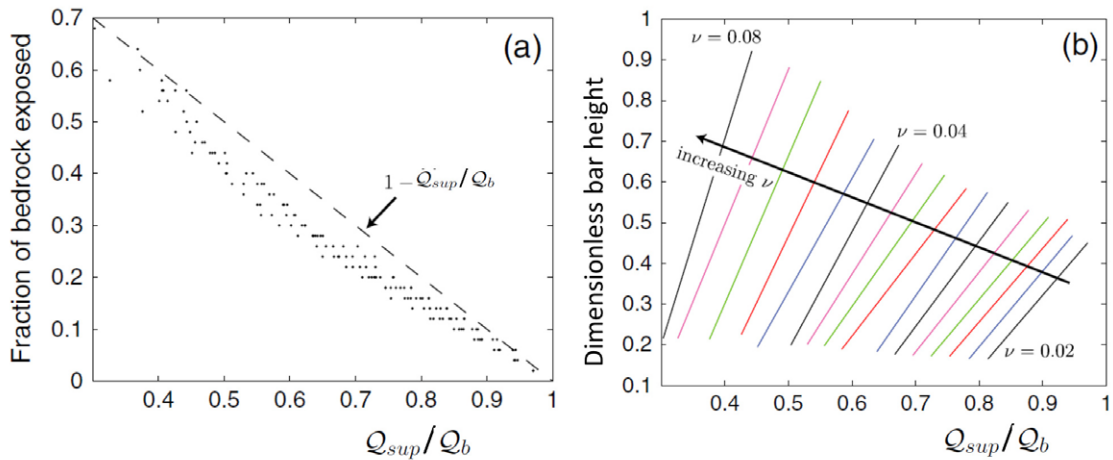 (a)
Fraction of bedrock exposed
0.7
0.6
0.5
0.4
0.3
0.2
0.1
0
1 − Q_sup/Q_b
0.4 0.5 0.6 0.7 0.8 0.9 1
Q_sup/Q_b
(b)
Dimensionless bar height
1
0.9
0.8
0.7
0.6
0.5
0.4
0.3
0.2
0.1
ν = 0.08
ν = 0.04
increasing ν
ν = 0.02
0.4 0.5 0.6 0.7 0.8 0.9 1
Q_sup/Q_b